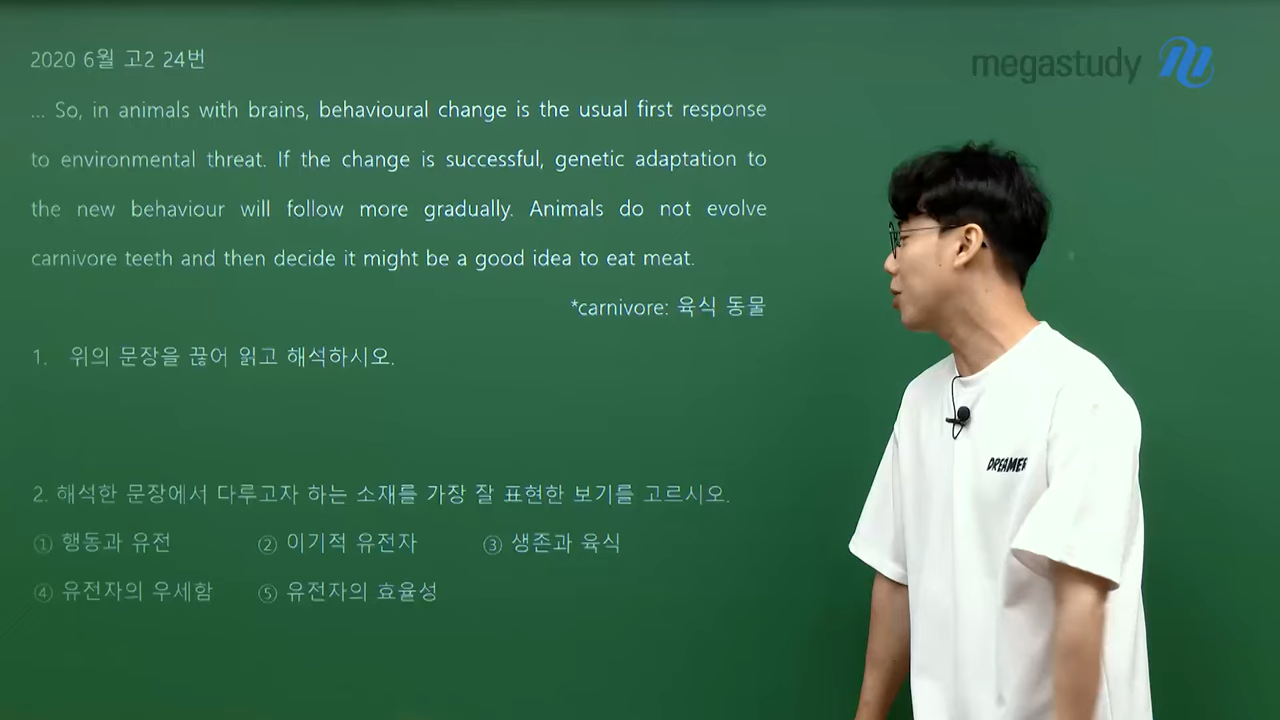 2020 6월 고2 24번
megastudy
... So, in animals with brains, behavioural change is the usual first response
to environmental threat. If the change is successful, genetic adaptation to
the new behaviour will follow more gradually. Animals do not evolve
carnivore teeth and then decide it might be a good idea to eat meat.
*carnivore: 육식 동물
1. 위의 문장을 끊어 읽고 해석하시오.
2. 해석한 문장에서 다루고자 하는 소재를 가장 잘 표현한 보기를 고르시오.
① 행동과 유전 ② 이기적 유전자 ③ 생존과 육식
④ 유전자의 우세함 ⑤ 유전자의 효율성
DREAMER